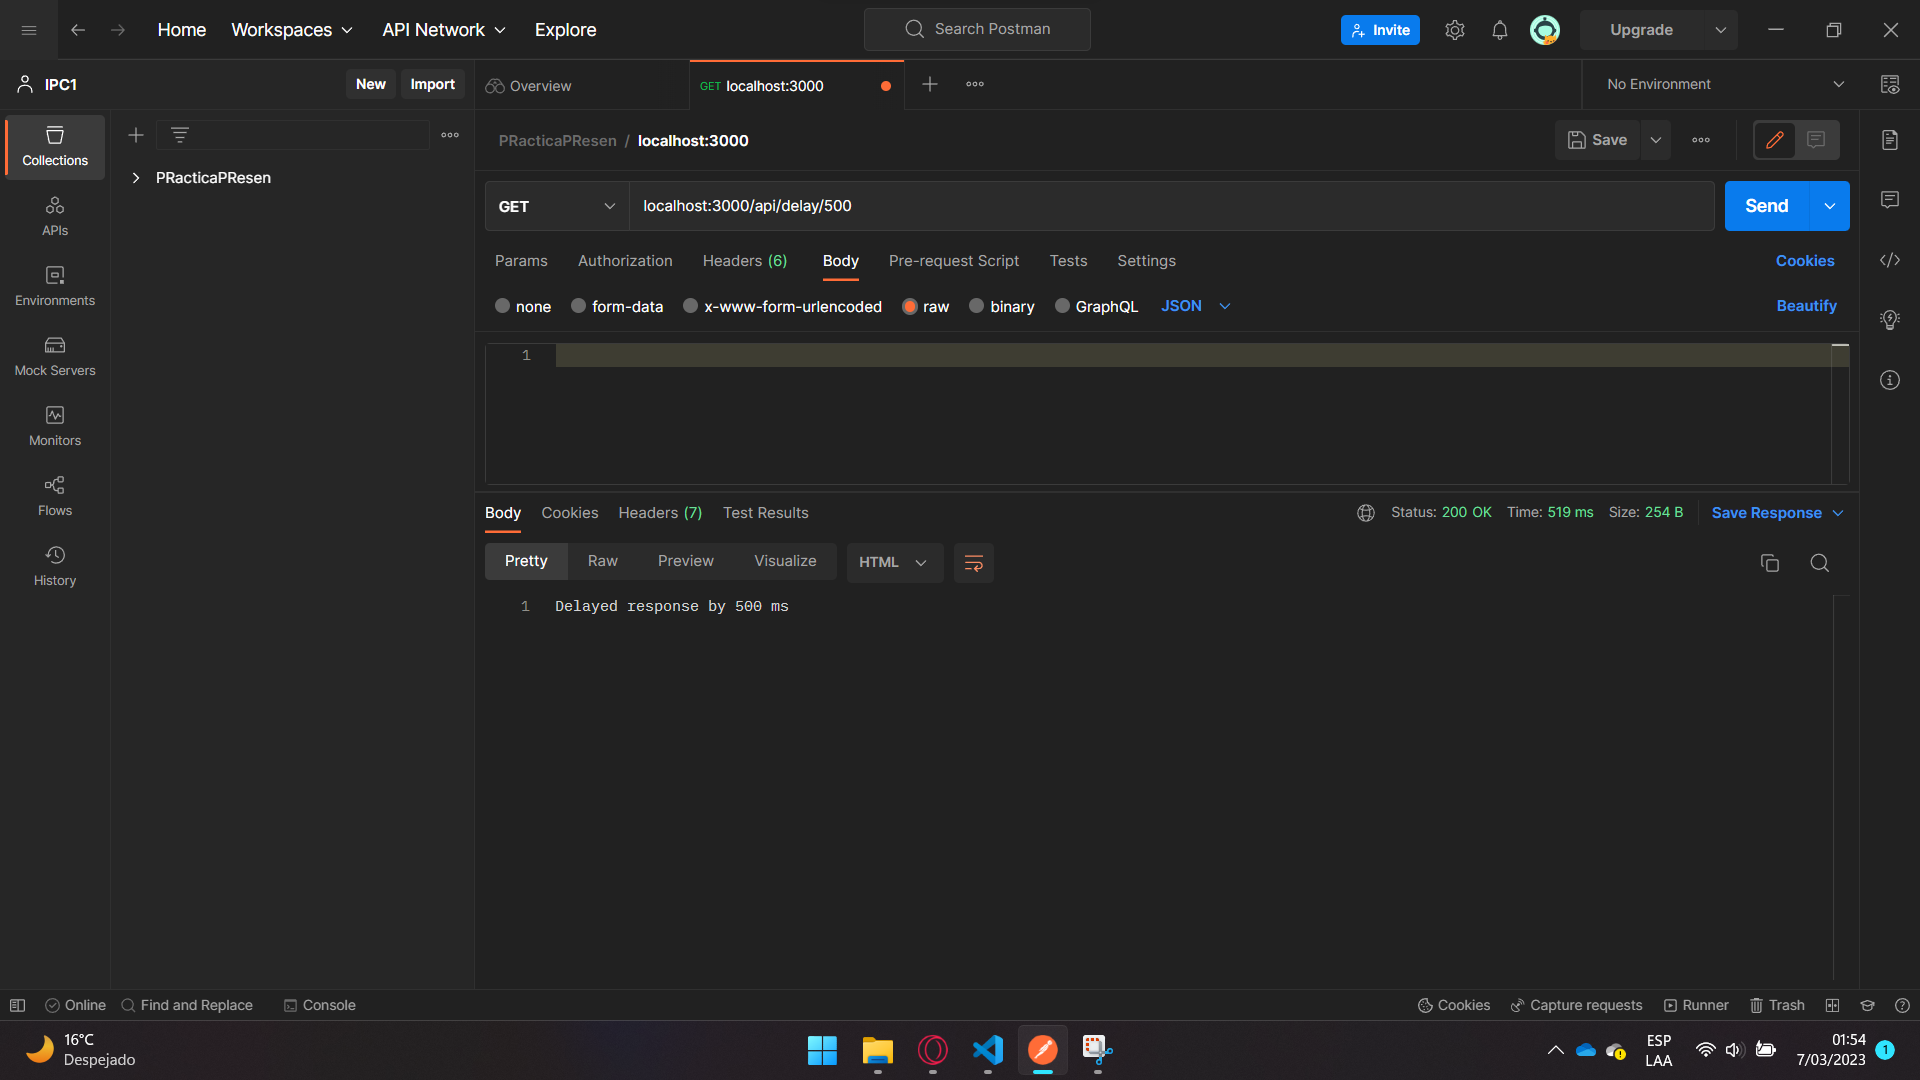 Home Workspaces API Network Explore Search Postman Invite Upgrade
IPC1 New Import Overview GET localhost:3000 No Environment
Collections
APIs
Environments
Mock Servers
Monitors
Flows
History
PRacticaPResen
PRacticaPResen / localhost:3000 Save
GET localhost:3000/api/delay/500 Send
Params Authorization Headers (6) Body Pre-request Script Tests Settings Cookies
none form-data x-www-form-urlencoded raw binary GraphQL JSON Beautify
1
Body Cookies Headers (7) Test Results Status: 200 OK Time: 519 ms Size: 254 B Save Response
Pretty Raw Preview Visualize HTML
1 Delayed response by 500 ms
Online Find and Replace Console Cookies Capture requests Runner Trash
16°C
Despejado
ESP
LAA
01:54
7/03/2023
1